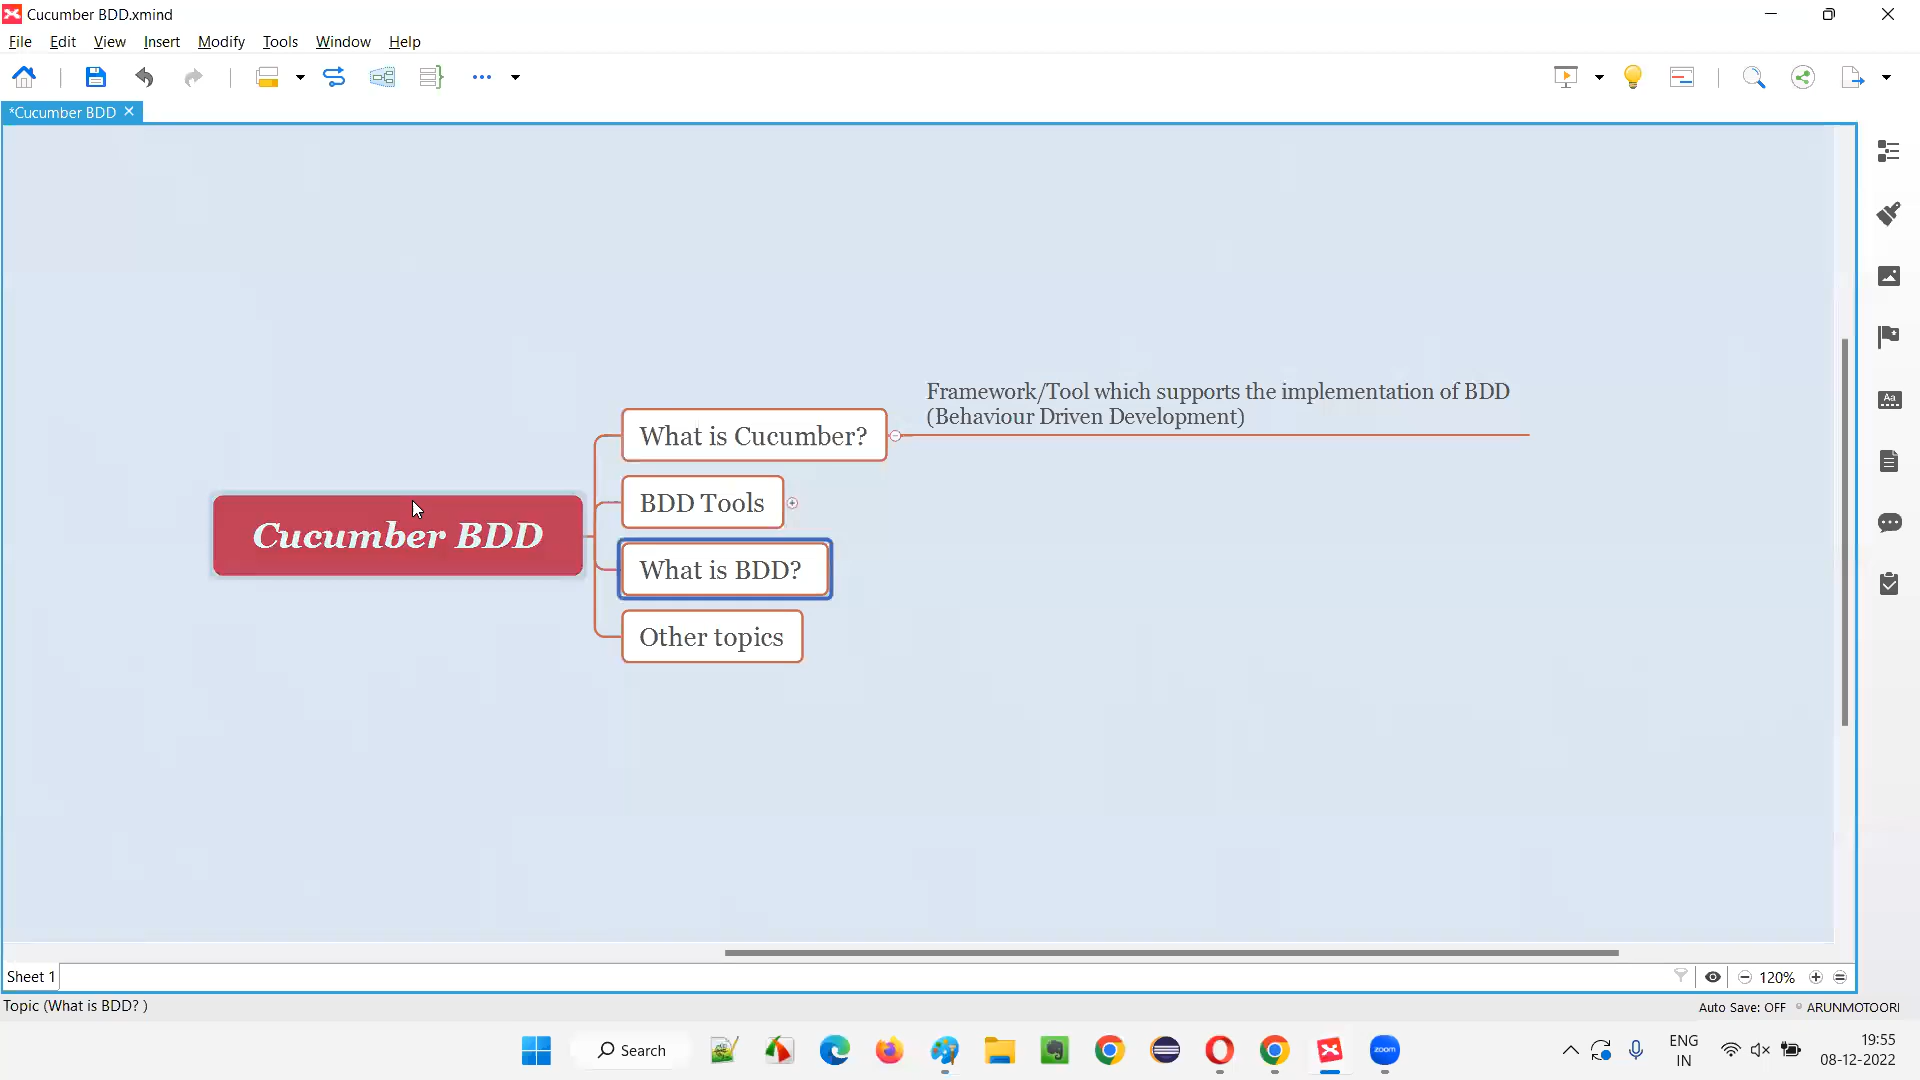 Cucumber BDD.xmind
File Edit View Insert Modify Tools Window Help
*Cucumber BDD
Framework/Tool which supports the implementation of BDD
(Behaviour Driven Development)
What is Cucumber?
BDD Tools
Cucumber BDD
What is BDD?
Other topics
Aa
Sheet 1
120%
Topic (What is BDD? )
Auto Save: OFF ARUNMOTOORI
Search
zoom
ENG
IN
19:55
08-12-2022